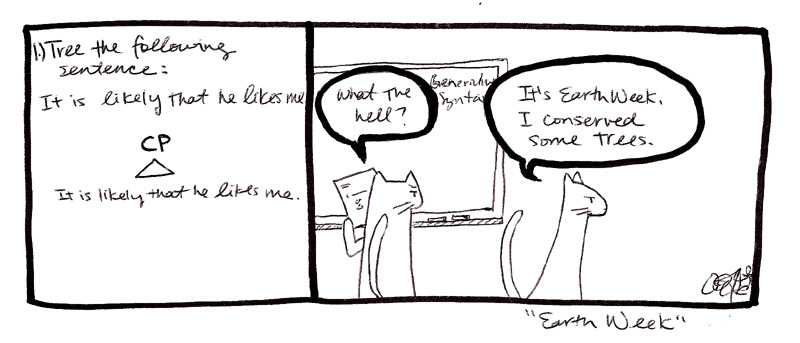 1.) Tree the following
sentence:
It is likely that he likes me
CP
It is likely that he likes me.
What the
hell?
Generative
Syntax
It's Earth Week.
I conserved
some trees.
"Earth Week"